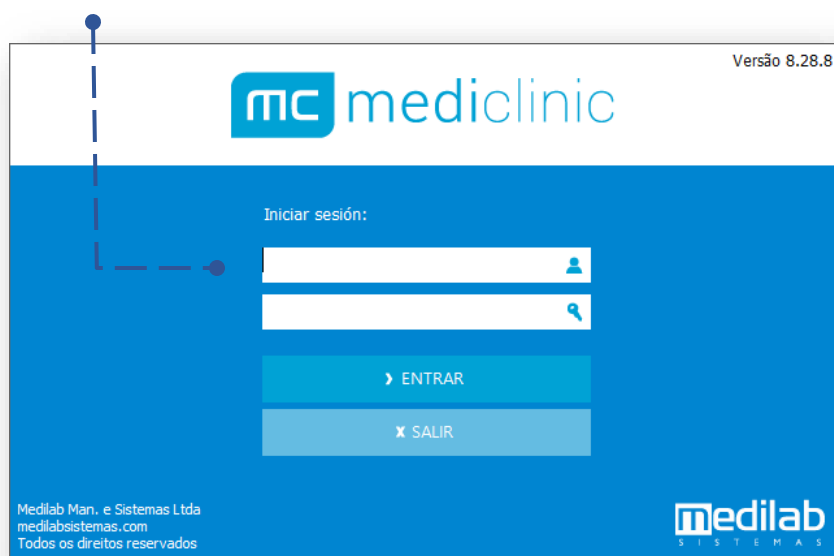 Versão 8.28.8
mc mediclinic
Iniciar sesión:
ENTRAR
X SALIR
Medilab Man. e Sistemas Ltda
medilabsistemas.com
Todos os direitos reservados
medilab
SISTEMAS